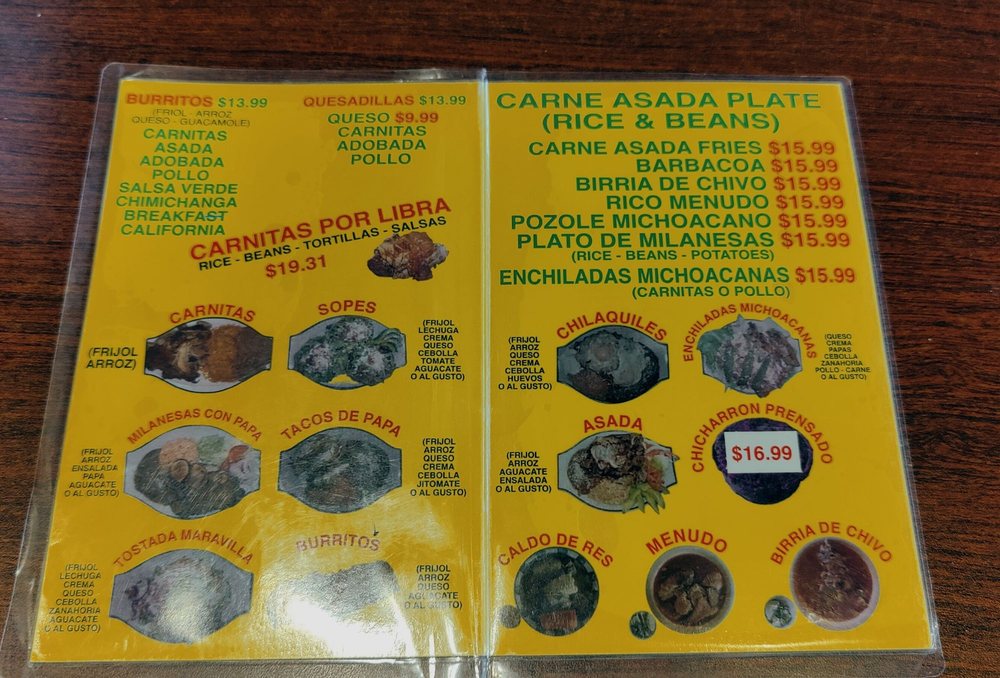 BURRITOS $13.99
(FRIOL - ARROZ
QUESO - GUACAMOLE)
CARNITAS
ASADA
ADOBADA
POLLO
SALSA VERDE
CHIMICHANGA
BREAKFAST
CALIFORNIA
QUESADILLAS $13.99
QUESO $9.99
CARNITAS
ADOBADA
POLLO
CARNITAS POR LIBRA
RICE - BEANS - TORTILLAS - SALSAS
$19.31
CARNITAS
(FRIJOL
ARROZ)
SOPES
(FRIJOL
LECHUGA
CREMA
QUESO
CEBOLLA
TOMATE
AGUACATE
O AL GUSTO)
MILANESAS CON PAPA
(FRIJOL
ARROZ
ENSALADA
PAPA
AGUACATE
O AL GUSTO)
TACOS DE PAPA
(FRIJOL
ARROZ
QUESO
CREMA
CEBOLLA
JITOMATE
O AL GUSTO)
TOSTADA MARAVILLA
(FRIJOL
LECHUGA
CREMA
QUESO
CEBOLLA
ZANAHORIA
AGUACATE
O AL GUSTO)
BURRITOS
(FRIJOL
ARROZ
QUESO
AGUACATE
O AL GUSTO)
CARNE ASADA PLATE
(RICE & BEANS)
CARNE ASADA FRIES $15.99
BARBACOA $15.99
BIRRIA DE CHIVO $15.99
RICO MENUDO $15.99
POZOLE MICHOACANO $15.99
PLATO DE MILANESAS $15.99
(RICE - BEANS - POTATOES)
ENCHILADAS MICHOACANAS $15.99
(CARNITAS O POLLO)
CHILAQUILES
(FRIJOL
ARROZ
QUESO
CREMA
CEBOLLA
HUEVOS
O AL GUSTO)
ENCHILADAS MICHOACANAS
(QUESO
CREMA
PAPAS
CEBOLLA
ZANAHORIA
POLLO - CARNE
O AL GUSTO)
ASADA
(FRIJOL
ARROZ
AGUACATE
ENSALADA
O AL GUSTO)
CHICHARRON PRENSADO
$16.99
CALDO DE RES
MENUDO
BIRRIA DE CHIVO